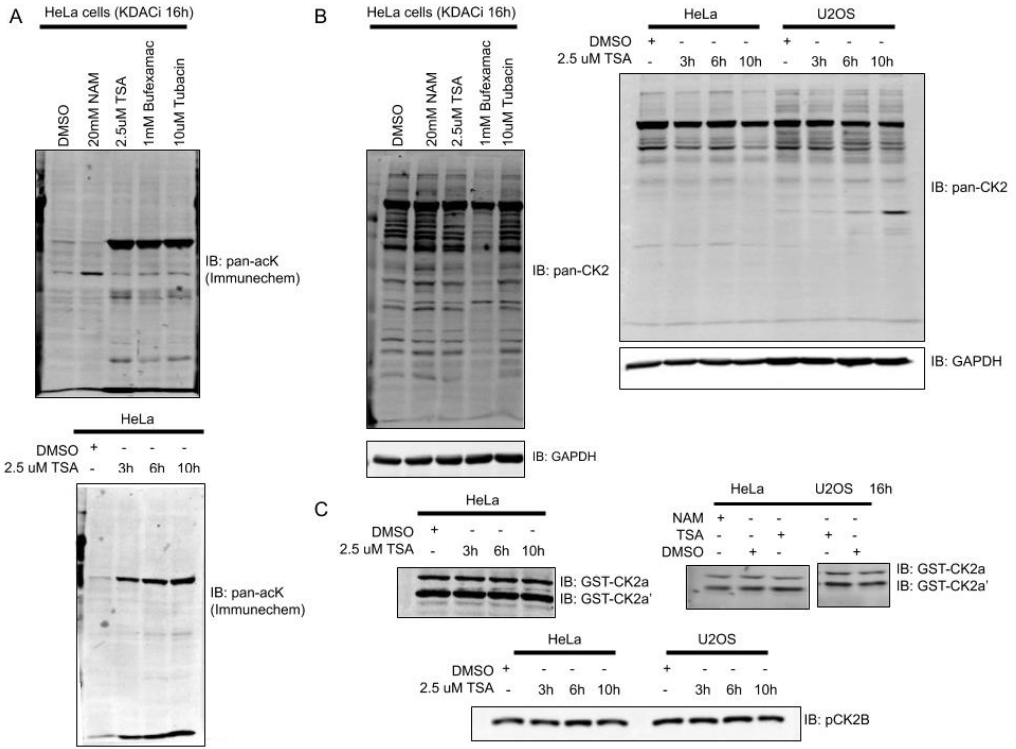 A
HeLa cells (KDACi 16h)
DMSO
20mM NAM
2.5uM TSA
1mM Bufexamac
10uM Tubacin
IB: pan-acK
(Immunechem)
HeLa
DMSO + - - -
2.5 uM TSA - 3h 6h 10h
IB: pan-acK
(Immunechem)
B
HeLa cells (KDACi 16h)
DMSO
20mM NAM
2.5uM TSA
1mM Bufexamac
10uM Tubacin
IB: pan-CK2
IB: GAPDH
HeLa U2OS
DMSO + - - - + - - -
2.5 uM TSA - 3h 6h 10h - 3h 6h 10h
IB: pan-CK2
IB: GAPDH
C
HeLa
DMSO + - - -
2.5 uM TSA - 3h 6h 10h
IB: GST-CK2a
IB: GST-CK2a'
HeLa U2OS 16h
NAM + - - - -
TSA - - + + -
DMSO - + - - +
IB: GST-CK2a
IB: GST-CK2a'
HeLa U2OS
DMSO + - - - + - - -
2.5 uM TSA - 3h 6h 10h - 3h 6h 10h
IB: pCK2B